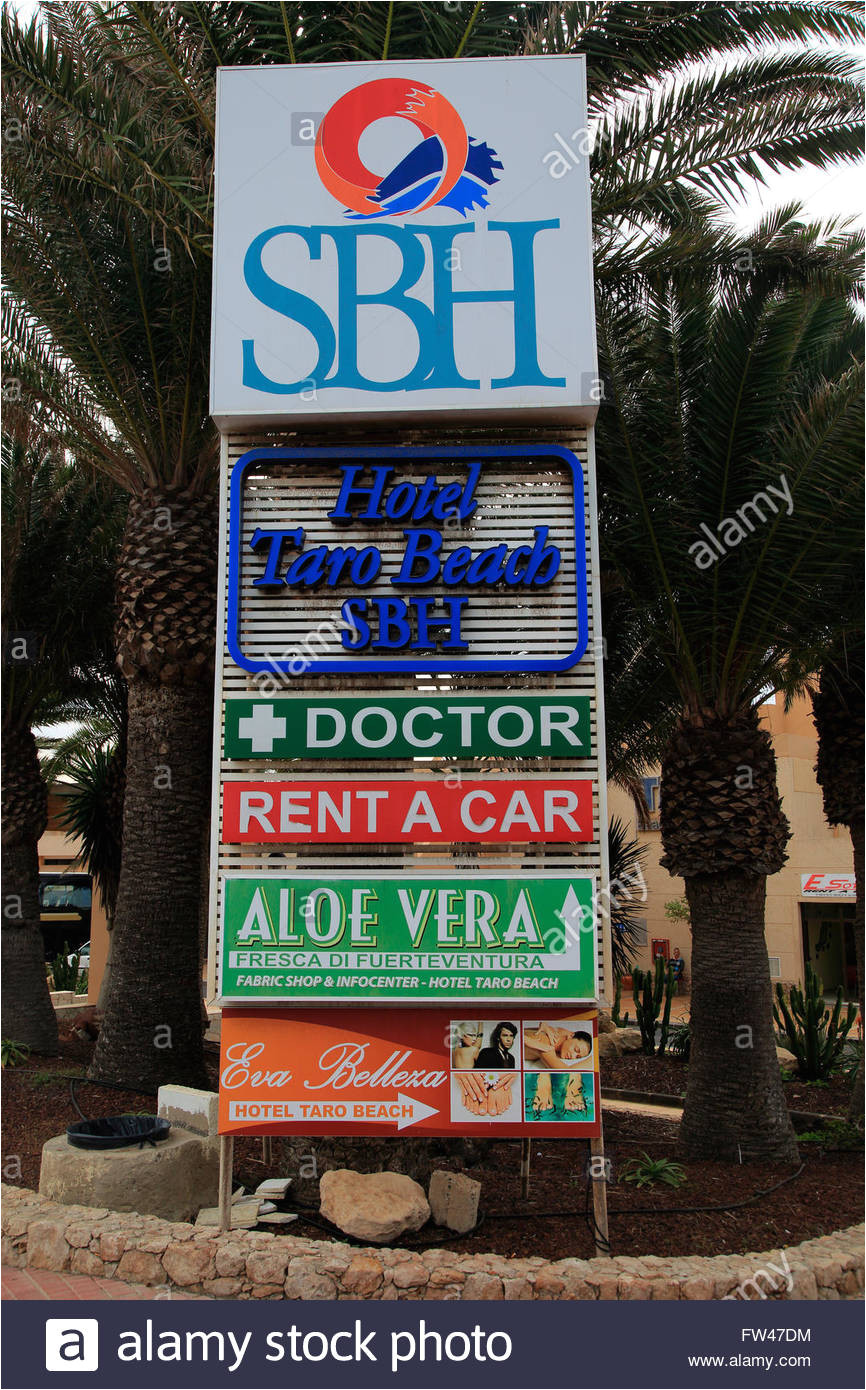 SBH
Hotel
Taro Beach
SBH
DOCTOR
RENT A CAR
ALOE VERA
FRESCA DI FUERTEVENTURA
FABRIC SHOP & INFOCENTER - HOTEL TARO BEACH
Eva Belleza
HOTEL TARO BEACH
a alamy stock photo
FW47DM
www.alamy.com
alamy